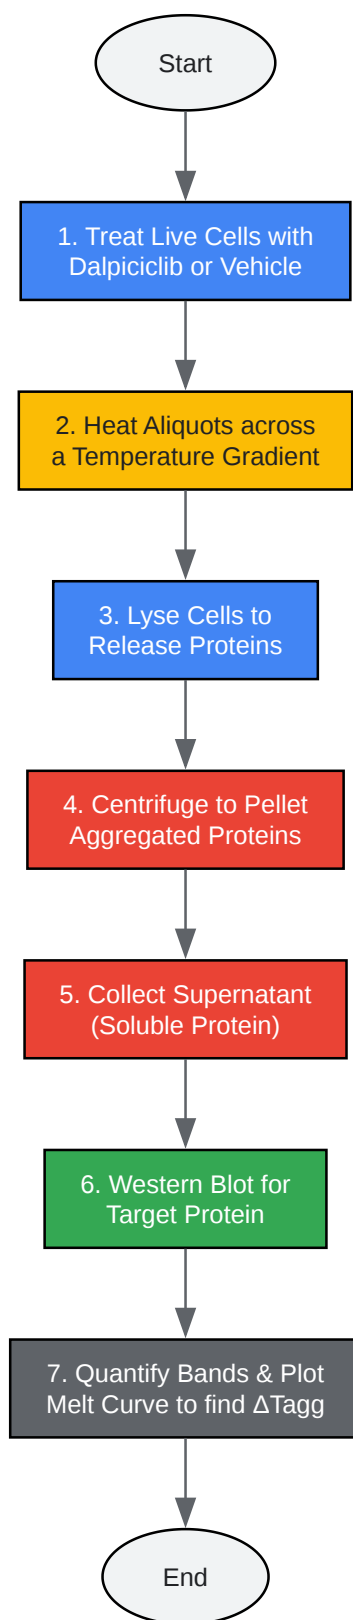 Start
1. Treat Live Cells with
Dalpiciclib or Vehicle
2. Heat Aliquots across
a Temperature Gradient
3. Lyse Cells to
Release Proteins
4. Centrifuge to Pellet
Aggregated Proteins
5. Collect Supernatant
(Soluble Protein)
6. Western Blot for
Target Protein
7. Quantify Bands & Plot
Melt Curve to find ΔTagg
End